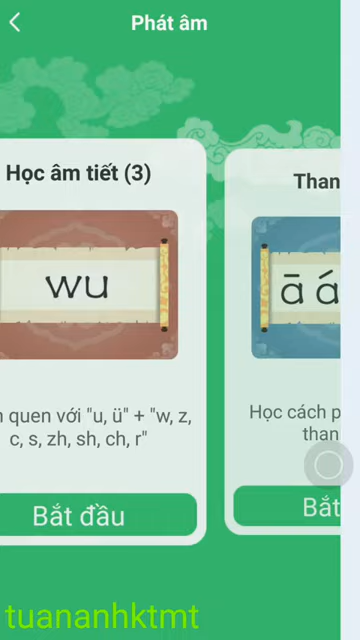 Phát âm
Học âm tiết (3)
wu
quen với "u, ü" + "w, z,
c, s, zh, sh, ch, r"
Bắt đầu
Than
ā á
Học cách p
than
Bắt
tuananhktmt